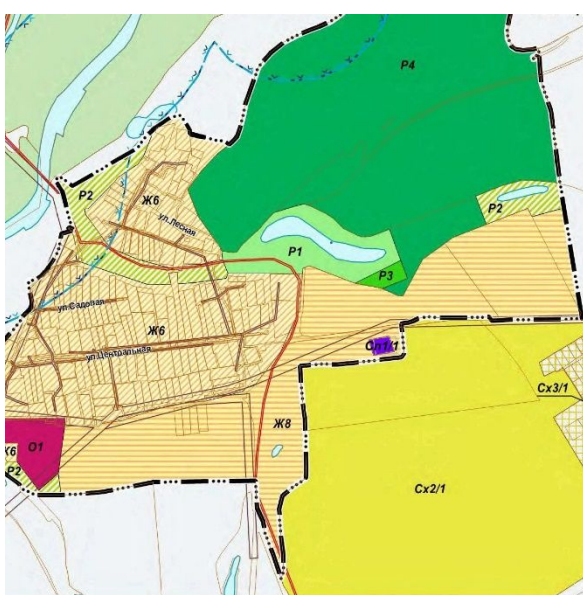 Р4
Р2
Ж6
ул.Лесная
Р2
Р1
Р3
ул.Садовая
Ж6
ул.Центральная
Сп1/1
Сх3/1
О1
Ж8
Ж6
Р2
Сх2/1